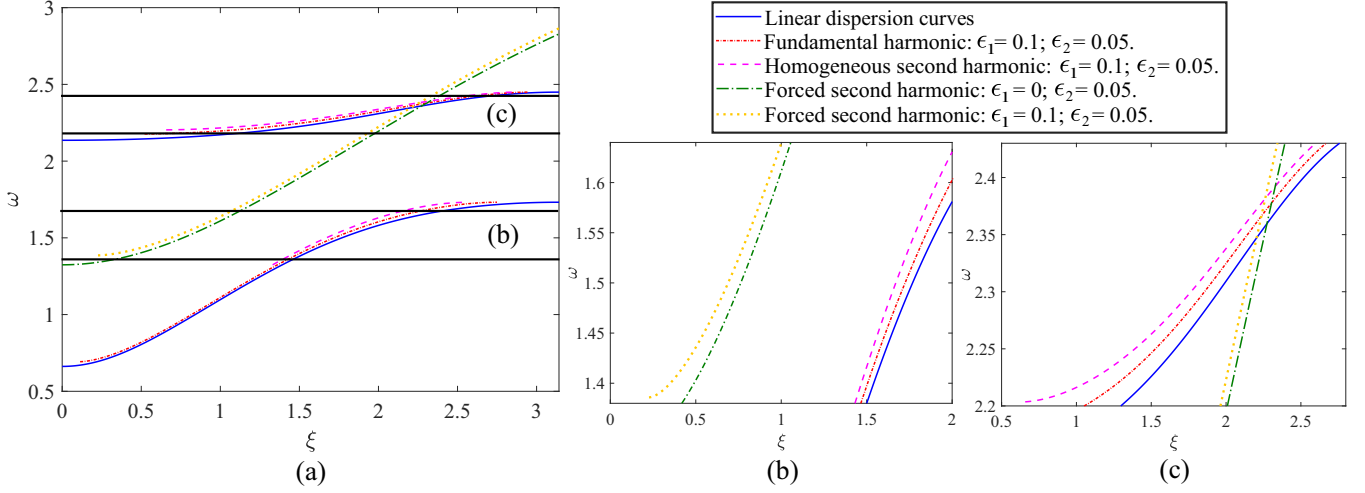 3
2.5
2
1.5
1
0.5
ω
(c)
(b)
0
0.5
1
1.5
2
2.5
3
ξ
(a)
Linear dispersion curves
Fundamental harmonic: ϵ1 = 0.1; ϵ2 = 0.05.
Homogeneous second harmonic: ϵ1 = 0.1; ϵ2 = 0.05.
Forced second harmonic: ϵ1 = 0; ϵ2 = 0.05.
Forced second harmonic: ϵ1 = 0.1; ϵ2 = 0.05.
1.6
1.55
1.5
1.45
1.4
ω
0
0.5
1
1.5
2
ξ
(b)
2.4
2.35
2.3
2.25
2.2
ω
0.5
1
1.5
2
2.5
ξ
(c)